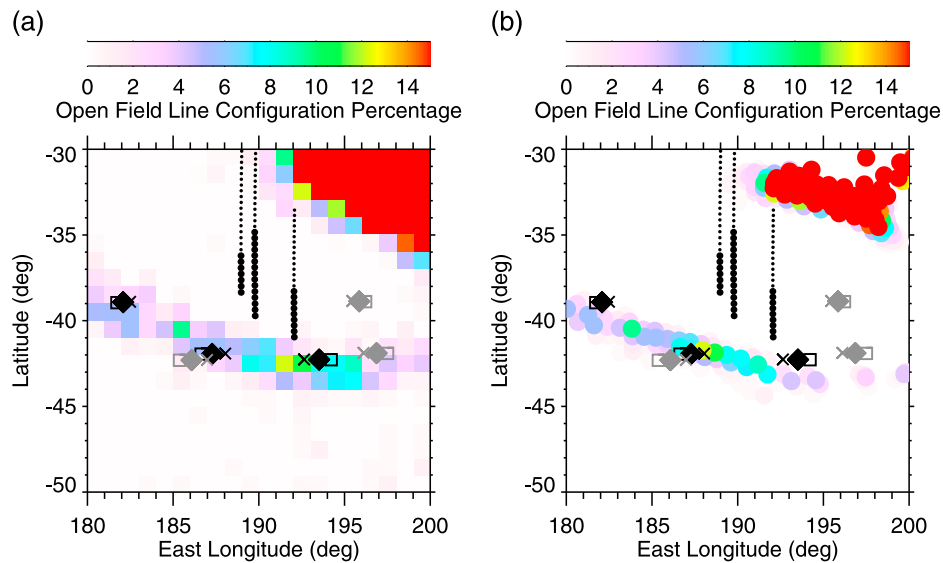 (a)
0 2 4 6 8 10 12 14
Open Field Line Configuration Percentage
-30
-35
-40
-45
-50
Latitude (deg)
180 185 190 195 200
East Longitude (deg)
(b)
0 2 4 6 8 10 12 14
Open Field Line Configuration Percentage
-30
-35
-40
-45
-50
Latitude (deg)
180 185 190 195 200
East Longitude (deg)